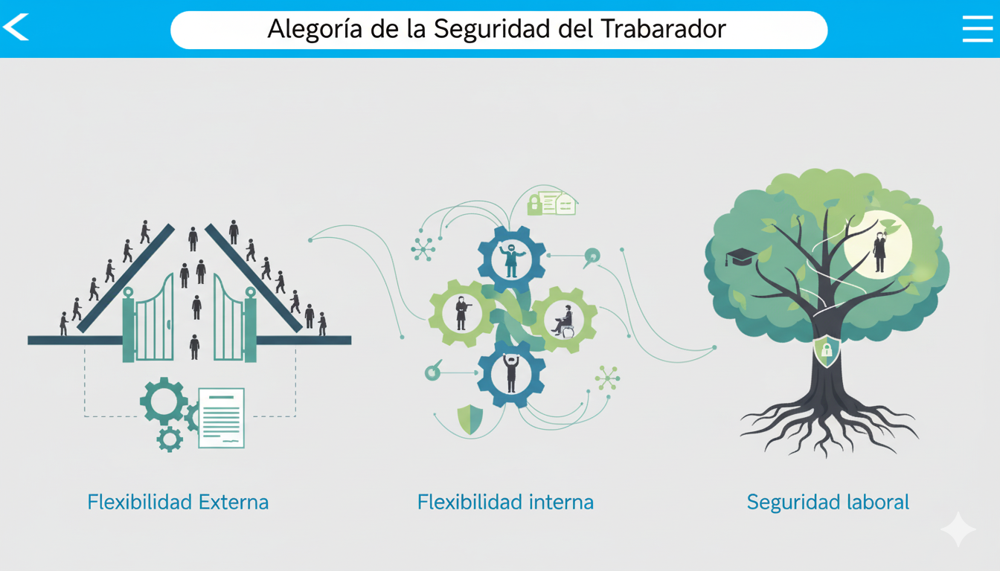 Alegoría de la Seguridad del Trabarador
Flexibilidad Externa
Flexibilidad interna
Seguridad laboral